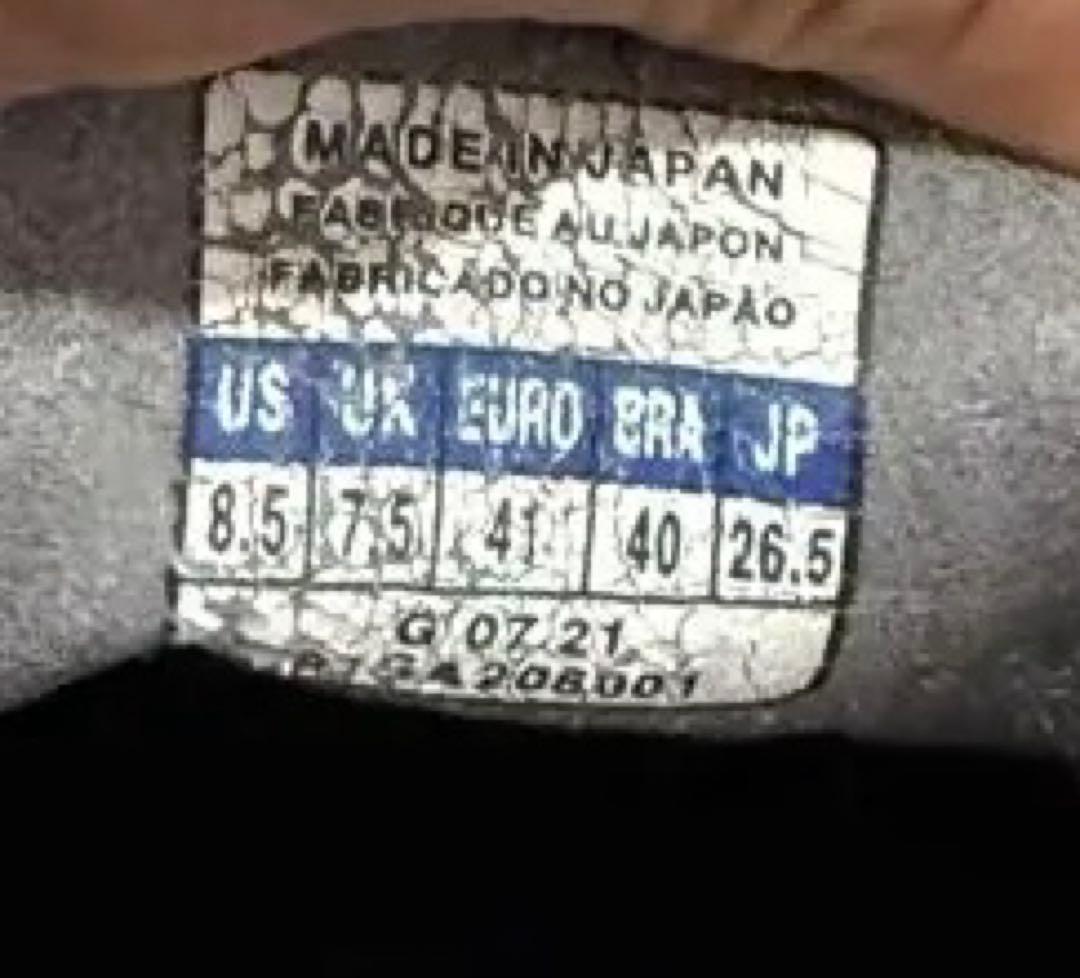 MADE IN JAPAN
FABRIQUE AU JAPON
FABRICADO NO JAPÃO
US UK EURO BRA JP
8.5 7.5 41 40 26.5
G 07.21
P1GA206001